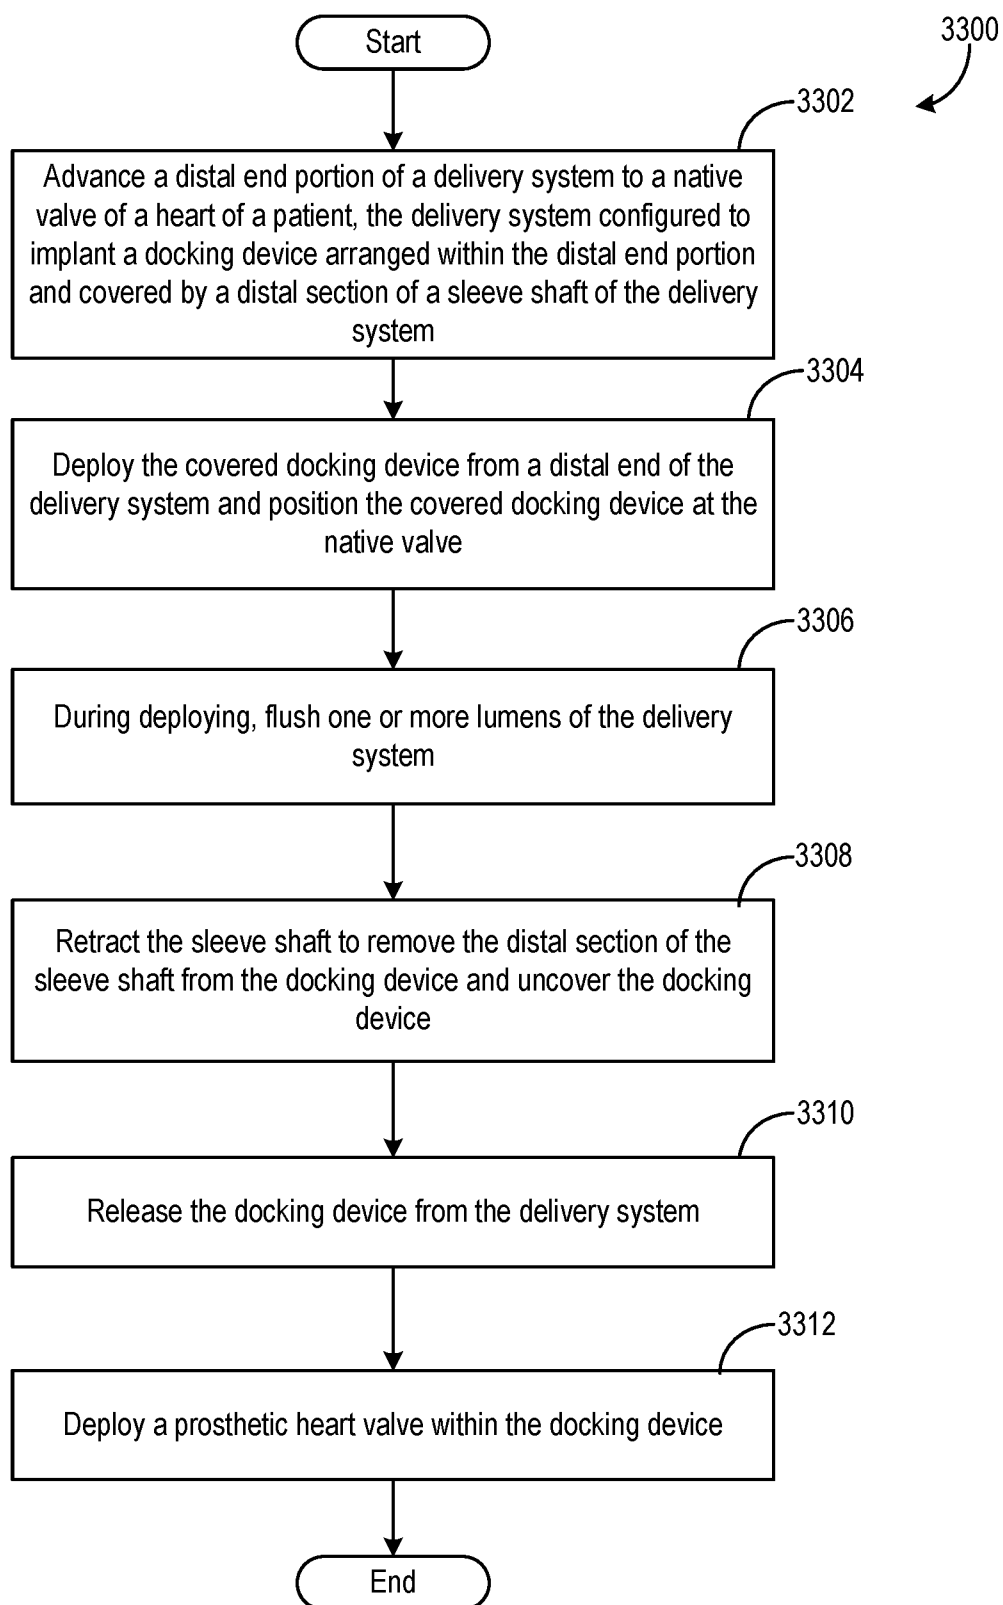 Start
3300
3302
Advance a distal end portion of a delivery system to a native
valve of a heart of a patient, the delivery system configured to
implant a docking device arranged within the distal end portion
and covered by a distal section of a sleeve shaft of the delivery
system
3304
Deploy the covered docking device from a distal end of the
delivery system and position the covered docking device at the
native valve
3306
During deploying, flush one or more lumens of the delivery
system
3308
Retract the sleeve shaft to remove the distal section of the
sleeve shaft from the docking device and uncover the docking
device
3310
Release the docking device from the delivery system
3312
Deploy a prosthetic heart valve within the docking device
End